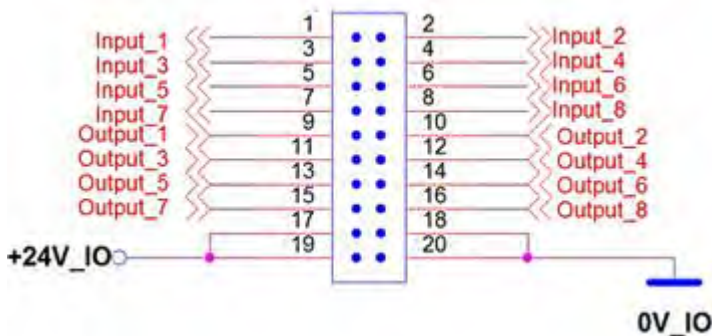 1 2
Input_1 Input_2
3 4
Input_3 Input_4
5 6
Input_5 Input_6
7 8
Input_7 Input_8
9 10
Output_1 Output_2
11 12
Output_3 Output_4
13 14
Output_5 Output_6
15 16
Output_7 Output_8
17 18
19 20
+24V_IO
0V_IO